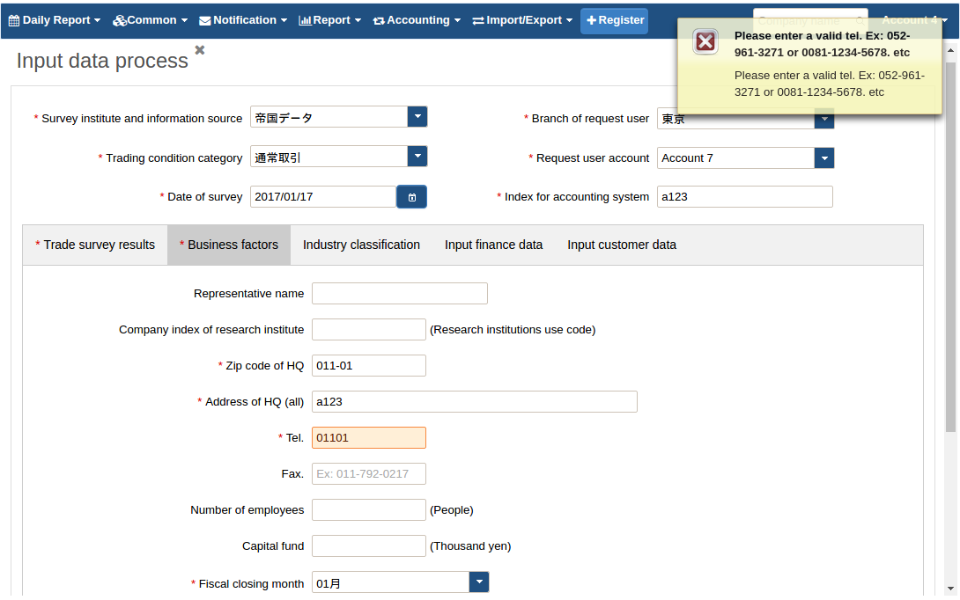 Daily Report Common Notification Report Accounting Import/Export Register Account 4
Please enter a valid tel. Ex: 052-
961-3271 or 0081-1234-5678. etc
Please enter a valid tel. Ex: 052-961-
3271 or 0081-1234-5678. etc
Input data process
* Survey institute and information source 帝国データ * Branch of request user 東京
* Trading condition category 通常取引 * Request user account Account 7
* Date of survey 2017/01/17 * Index for accounting system a123
* Trade survey results * Business factors Industry classification Input finance data Input customer data
Representative name
Company index of research institute (Research institutions use code)
* Zip code of HQ 011-01
* Address of HQ (all) a123
* Tel. 01101
Fax. Ex: 011-792-0217
Number of employees (People)
Capital fund (Thousand yen)
* Fiscal closing month 01月